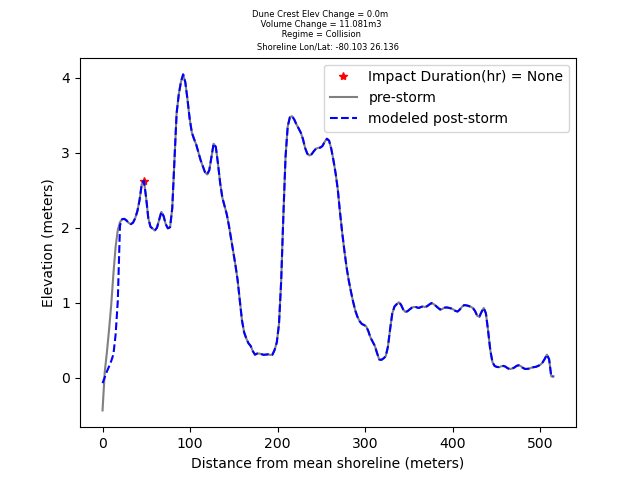 Dune Crest Elev Change = 0.0m
Volume Change = 11.081m3
Regime = Collision
Shoreline Lon/Lat: -80.103 26.136
Impact Duration(hr) = None
pre-storm
modeled post-storm
Elevation (meters)
4
3
2
1
0
0 100 200 300 400 500
Distance from mean shoreline (meters)